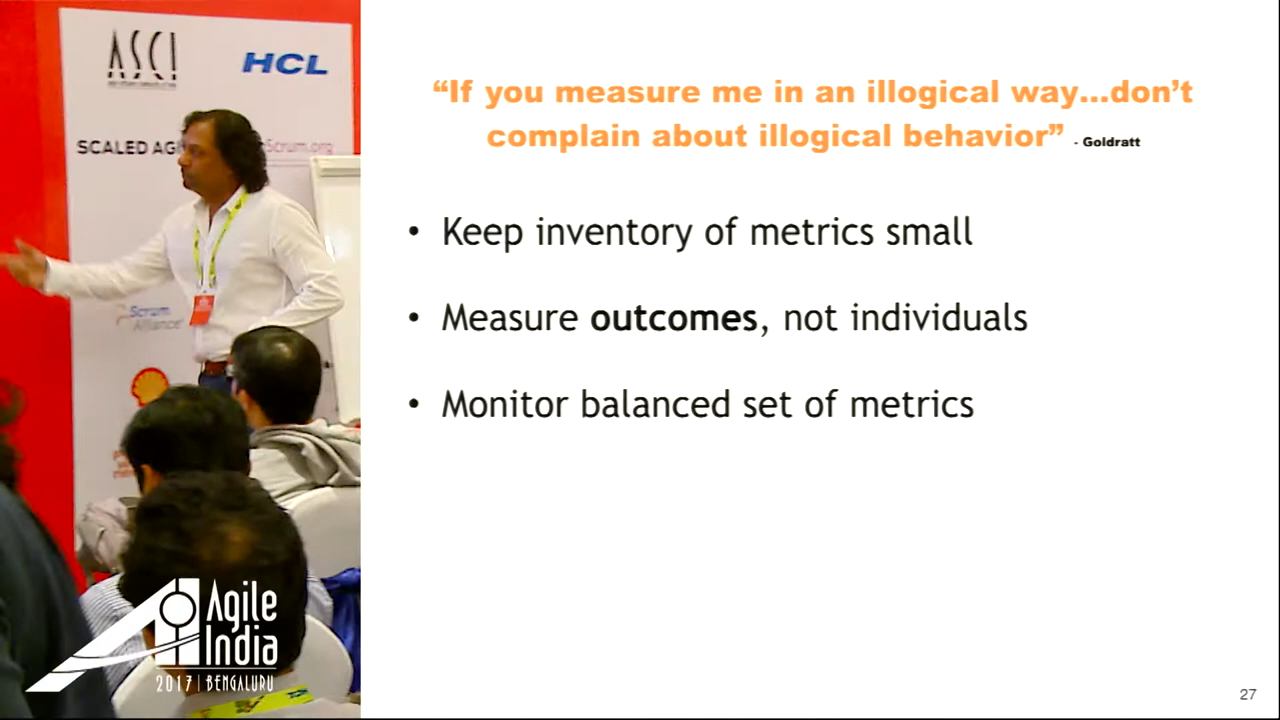 ASCI
HCL
SCALED AG
Scrum.org
Scrum
Alliance
Agile
India
2017 | BENGALURU
“If you measure me in an illogical way...don’t
complain about illogical behavior” - Goldratt
• Keep inventory of metrics small
• Measure outcomes, not individuals
• Monitor balanced set of metrics
27